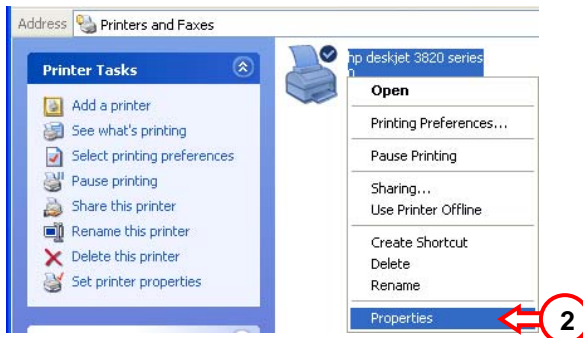 Address Printers and Faxes
Printer Tasks
Add a printer
See what's printing
Select printing preferences
Pause printing
Share this printer
Rename this printer
Delete this printer
Set printer properties
hp deskjet 3820 series
0
Open
Printing Preferences...
Pause Printing
Sharing...
Use Printer Offline
Create Shortcut
Delete
Rename
Properties
2